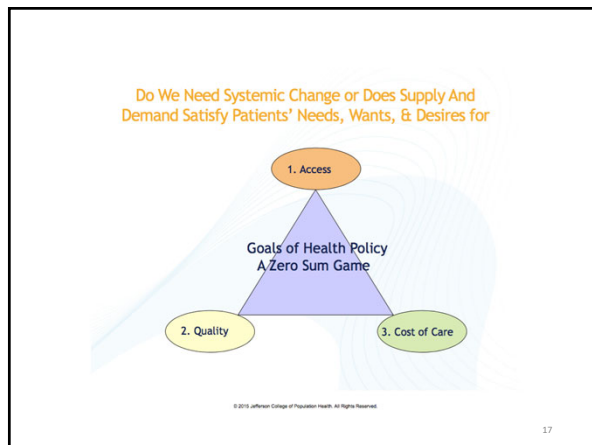 Do We Need Systemic Change or Does Supply And
Demand Satisfy Patients' Needs, Wants, & Desires for
1. Access
Goals of Health Policy
A Zero Sum Game
2. Quality
3. Cost of Care
© 2015 Jefferson College of Population Health. All Rights Reserved.
17